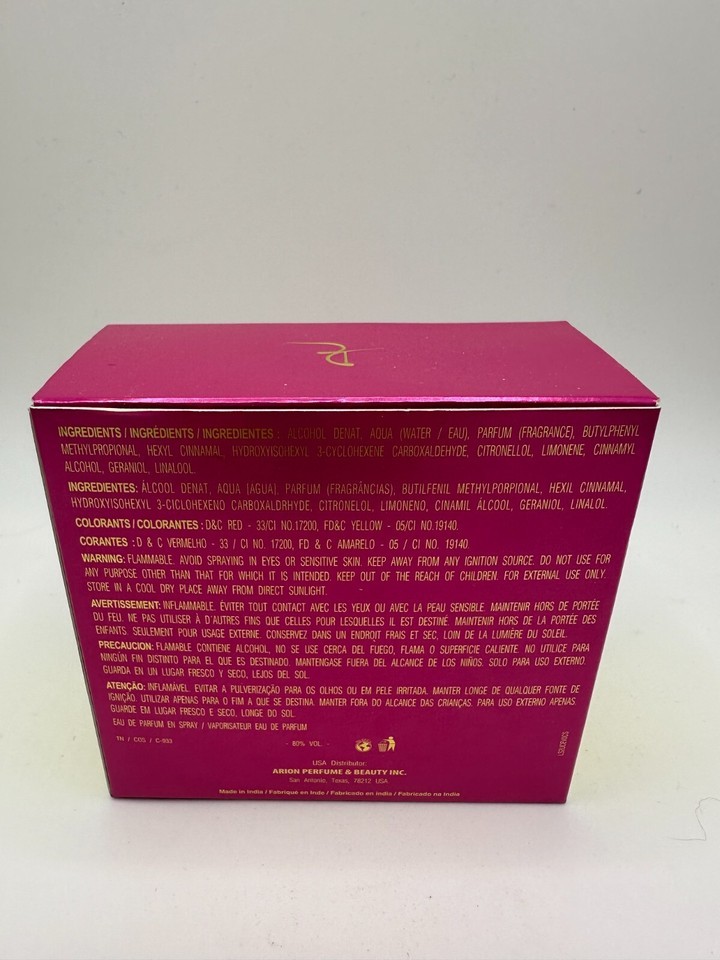 INGREDIENTS / INGRÉDIENTS / INGREDIENTES : ALCOHOL DENAT, AQUA (WATER / EAU), PARFUM (FRAGRANCE), BUTYLPHENYL
METHYLPROPIONAL, HEXYL CINNAMAL, HYDROXYISOHEXYL 3-CYCLOHEXENE CARBOXALDEHYDE, CITRONELLOL, LIMONENE, CINNAMYL
ALCOHOL, GERANIOL, LINALOOL.
INGREDIENTES: ÁLCOOL DENAT, AQUA (AGUA), PARFUM (FRAGRÂNCIAS), BUTILFENIL METHYLPORPIONAL, HEXIL CINNAMAL,
HYDROXYISOHEXYL 3-CICLOHEXENO CARBOXALDRHYDE, CITRONELOL, LIMONENO, CINAMIL ÁLCOOL, GERANIOL, LINALOL.
COLORANTS / COLORANTES : D&C RED - 33/CI NO.17200, FD&C YELLOW - 05/CI NO.19140.
CORANTES : D & C VERMELHO - 33 / CI NO. 17200, FD & C AMARELO - 05 / CI NO. 19140.
WARNING: FLAMMABLE. AVOID SPRAYING IN EYES OR SENSITIVE SKIN. KEEP AWAY FROM ANY IGNITION SOURCE. DO NOT USE FOR
ANY PURPOSE OTHER THAN THAT FOR WHICH IT IS INTENDED. KEEP OUT OF THE REACH OF CHILDREN. FOR EXTERNAL USE ONLY.
STORE IN A COOL DRY PLACE AWAY FROM DIRECT SUNLIGHT.
AVERTISSEMENT: INFLAMMABLE. ÉVITER TOUT CONTACT AVEC LES YEUX OU AVEC LA PEAU SENSIBLE. MAINTENIR HORS DE PORTÉE
DU FEU. NE PAS UTILISER À D'AUTRES FINS QUE CELLES POUR LESQUELLES IL EST DESTINÉ. MAINTENIR HORS DE LA PORTÉE DES
ENFANTS. SEULEMENT POUR USAGE EXTERNE. CONSERVEZ DANS UN ENDROIT FRAIS ET SEC, LOIN DE LA LUMIÈRE DU SOLEIL.
PRECAUCION: FLAMABLE CONTIENE ALCOHOL, NO SE USE CERCA DEL FUEGO, FLAMA O SUPERFICIE CALIENTE. NO UTILICE PARA
NINGÚN FIN DISTINTO PARA EL QUE ES DESTINADO. MANTENGASE FUERA DEL ALCANCE DE LOS NIÑOS. SOLO PARA USO EXTERNO.
GUARDA EN UN LUGAR FRESCO Y SECO, LEJOS DEL SOL.
ATENÇÃO: INFLAMÁVEL. EVITAR A PULVERIZAÇÃO PARA OS OLHOS OU EM PELE IRRITADA. MANTER LONGE DE QUALQUER FONTE DE
IGNIÇÃO. UTILIZAR APENAS PARA O FIM A QUE SE DESTINA. MANTER FORA DO ALCANCE DAS CRIANÇAS. PARA USO EXTERNO APENAS.
GUARDE EM LUGAR FRESCO E SECO, LONGE DO SOL.
EAU DE PARFUM EN SPRAY / VAPORISATEUR EAU DE PARFUM
TN / COS / C-893
- 80% VOL. -
USA Distributor:
ARION PERFUME & BEAUTY INC.
San Antonio, Texas, 78212 USA
Made in India / Fabriqué en Inde / Fabricado en India / Fabricado na India